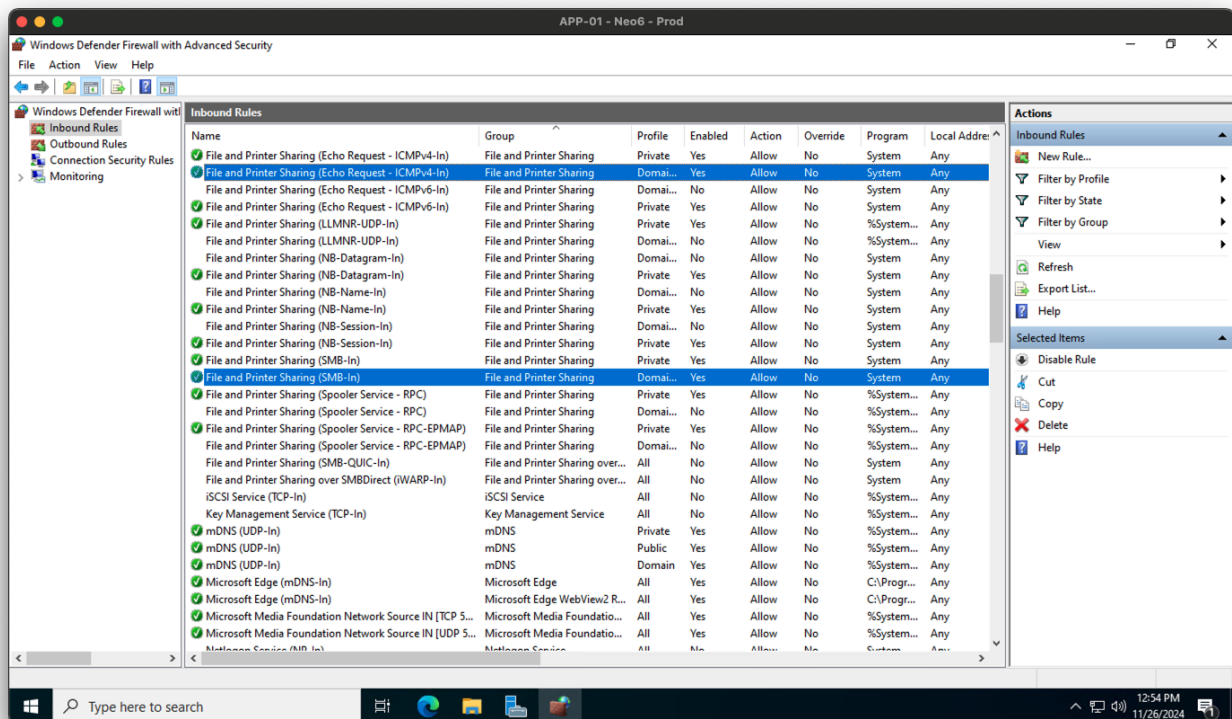 APP-01 - Neo6 - Prod
Windows Defender Firewall with Advanced Security
File Action View Help
Windows Defender Firewall witl
Inbound Rules
Outbound Rules
Connection Security Rules
Monitoring
Inbound Rules
Name Group Profile Enabled Action Override Program Local Addre
File and Printer Sharing (Echo Request - ICMPv4-In) File and Printer Sharing Private Yes Allow No System Any
File and Printer Sharing (Echo Request - ICMPv4-In) File and Printer Sharing Domai... Yes Allow No System Any
File and Printer Sharing (Echo Request - ICMPv6-In) File and Printer Sharing Domai... No Allow No System Any
File and Printer Sharing (Echo Request - ICMPv6-In) File and Printer Sharing Private Yes Allow No System Any
File and Printer Sharing (LLMNR-UDP-In) File and Printer Sharing Private Yes Allow No %System... Any
File and Printer Sharing (LLMNR-UDP-In) File and Printer Sharing Domai... No Allow No %System... Any
File and Printer Sharing (NB-Datagram-In) File and Printer Sharing Domai... No Allow No System Any
File and Printer Sharing (NB-Datagram-In) File and Printer Sharing Private Yes Allow No System Any
File and Printer Sharing (NB-Name-In) File and Printer Sharing Domai... No Allow No System Any
File and Printer Sharing (NB-Name-In) File and Printer Sharing Private Yes Allow No System Any
File and Printer Sharing (NB-Session-In) File and Printer Sharing Domai... No Allow No System Any
File and Printer Sharing (NB-Session-In) File and Printer Sharing Private Yes Allow No System Any
File and Printer Sharing (SMB-In) File and Printer Sharing Private Yes Allow No System Any
File and Printer Sharing (SMB-In) File and Printer Sharing Domai... Yes Allow No System Any
File and Printer Sharing (Spooler Service - RPC) File and Printer Sharing Private Yes Allow No %System... Any
File and Printer Sharing (Spooler Service - RPC) File and Printer Sharing Domai... No Allow No %System... Any
File and Printer Sharing (Spooler Service - RPC-EPMAP) File and Printer Sharing Private Yes Allow No %System... Any
File and Printer Sharing (Spooler Service - RPC-EPMAP) File and Printer Sharing Domai... No Allow No %System... Any
File and Printer Sharing (SMB-QUIC-In) File and Printer Sharing over... All No Allow No System Any
File and Printer Sharing over SMBDirect (iWARP-In) File and Printer Sharing over... All No Allow No System Any
iSCSI Service (TCP-In) iSCSI Service All No Allow No %System... Any
Key Management Service (TCP-In) Key Management Service All No Allow No %System... Any
mDNS (UDP-In) mDNS Private Yes Allow No %System... Any
mDNS (UDP-In) mDNS Public Yes Allow No %System... Any
mDNS (UDP-In) mDNS Domain Yes Allow No %System... Any
Microsoft Edge (mDNS-In) Microsoft Edge All Yes Allow No C:\Progr... Any
Microsoft Edge (mDNS-In) Microsoft Edge WebView2 R... All Yes Allow No C:\Progr... Any
Microsoft Media Foundation Network Source IN [TCP 5... Microsoft Media Foundatio... All Yes Allow No %System... Any
Microsoft Media Foundation Network Source IN [UDP 5... Microsoft Media Foundatio... All Yes Allow No %System... Any
Netlogon Service (NP-In) Netlogon Service All No Allow No System Any
Actions
Inbound Rules
New Rule...
Filter by Profile
Filter by State
Filter by Group
View
Refresh
Export List...
Help
Selected Items
Disable Rule
Cut
Copy
Delete
Help
Type here to search
12:54 PM
11/26/2024
1